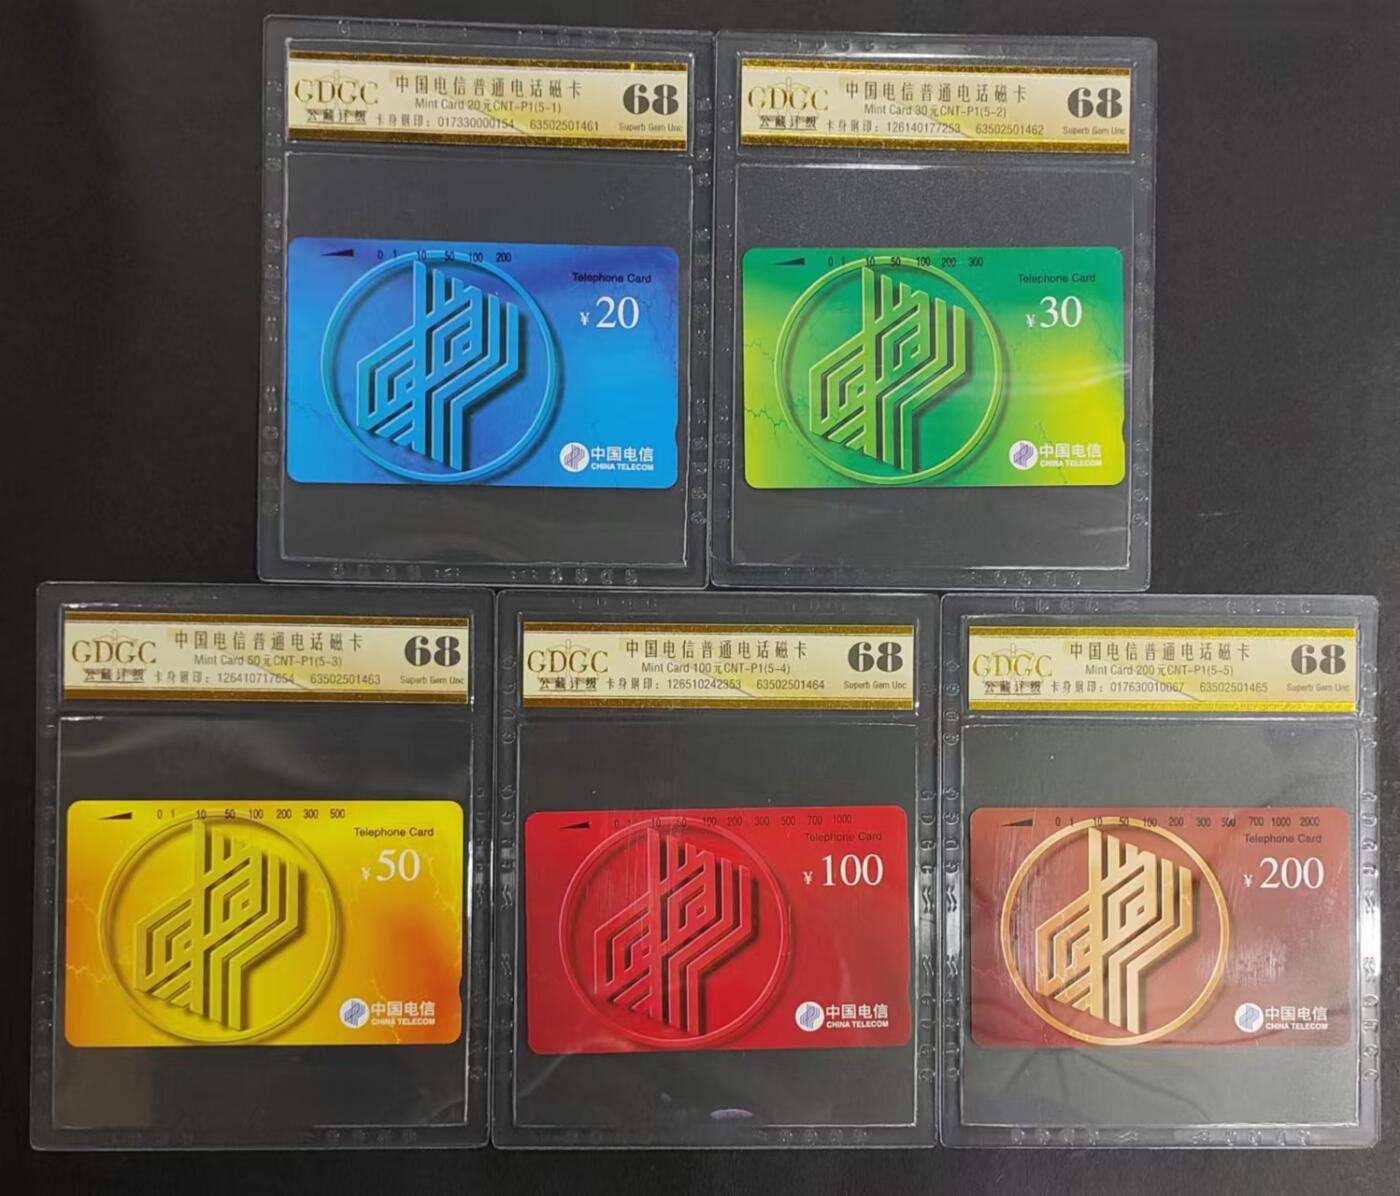 GDGC
公藏评级
中国电信普通电话磁卡
Mint Card 20元CNT-P1(5-1)
卡身钢印：017330000154 63502501461
68
Superb Gem Unc
0 1 10 50 100 200
Telephone Card
¥20
中国电信
CHINA TELECOM
GDGC
公藏评级
中国电信普通电话磁卡
Mint Card 30元CNT-P1(5-2)
卡身钢印：126140177253 63502501462
68
Superb Gem Unc
0 1 10 50 100 200 300
Telephone Card
¥30
中国电信
CHINA TELECOM
GDGC
公藏评级
中国电信普通电话磁卡
Mint Card 50元CNT-P1(5-3)
卡身钢印：126410717654 63502501463
68
Superb Gem Unc
0 1 10 50 100 200 300 500
Telephone Card
¥50
中国电信
CHINA TELECOM
GDGC
公藏评级
中国电信普通电话磁卡
Mint Card 100元CNT-P1(5-4)
卡身钢印：126510242353 63502501464
68
Superb Gem Unc
0 1 10 50 100 200 300 500 700 1000
Telephone Card
¥100
中国电信
CHINA TELECOM
GDGC
公藏评级
中国电信普通电话磁卡
Mint Card 200元CNT-P1(5-5)
卡身钢印：017630010067 63502501465
68
Superb Gem Unc
0 1 10 50 100 200 300 500 700 1000 2000
Telephone Card
¥200
中国电信
CHINA TELECOM